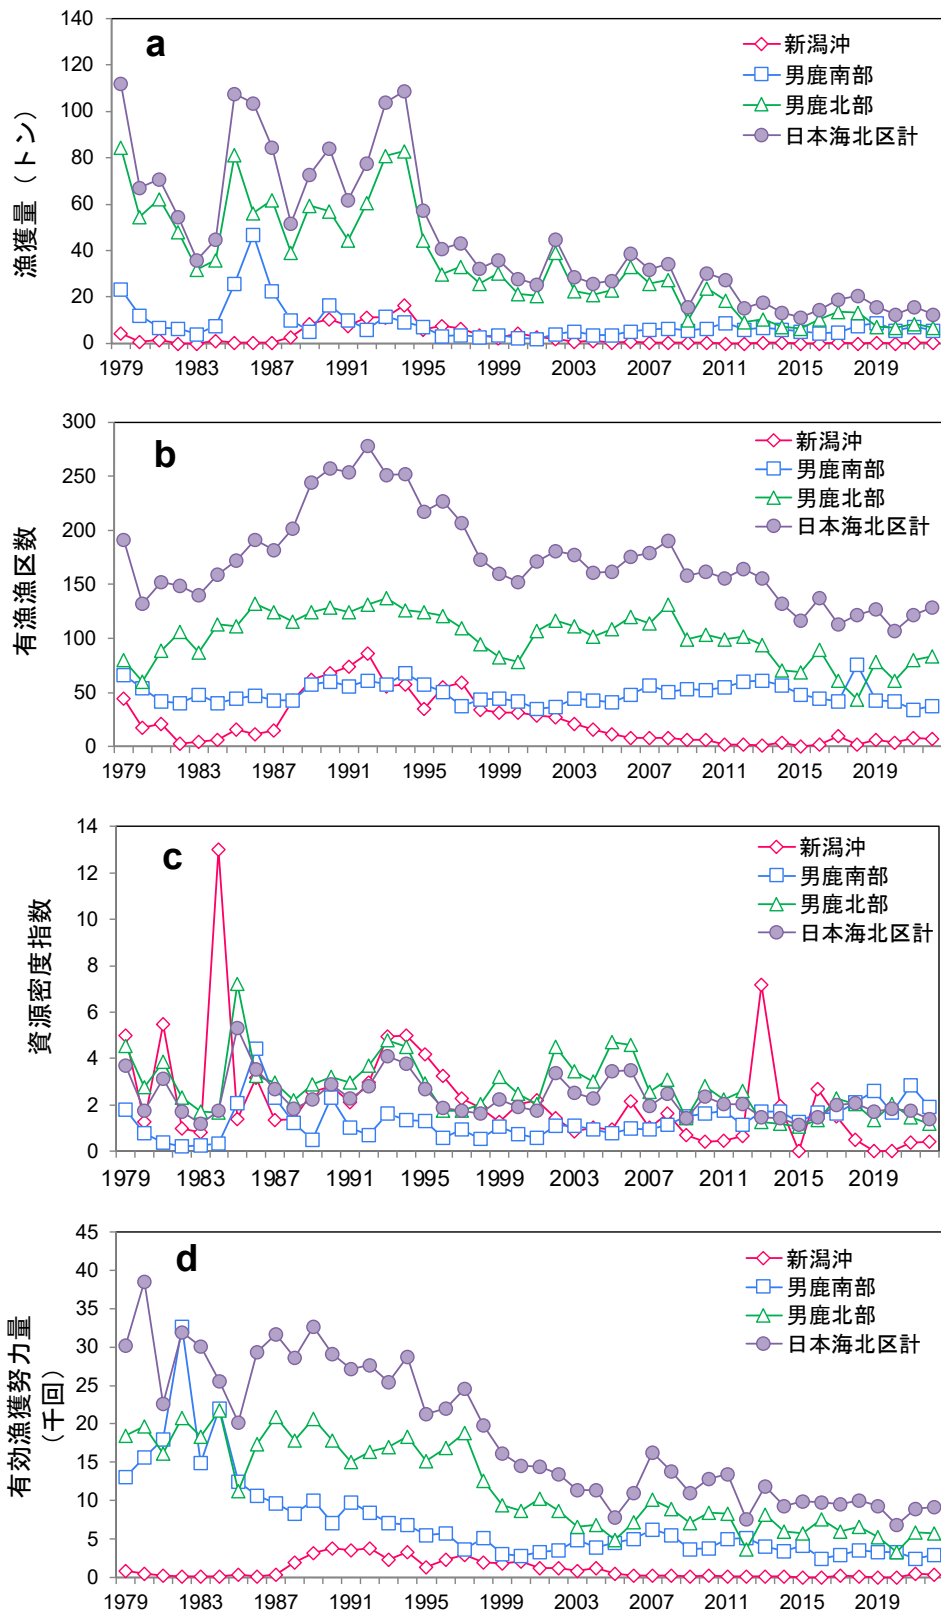 a
漁獲量(トン)
140
120
100
80
60
40
20
0
新潟沖
男鹿南部
男鹿北部
日本海北区計
1979 1983 1987 1991 1995 1999 2003 2007 2011 2015 2019
b
有漁漁区数
300
250
200
150
100
50
0
新潟沖
男鹿南部
男鹿北部
日本海北区計
1979 1983 1987 1991 1995 1999 2003 2007 2011 2015 2019
c
資源密度指数
14
12
10
8
6
4
2
0
新潟沖
男鹿南部
男鹿北部
日本海北区計
1979 1983 1987 1991 1995 1999 2003 2007 2011 2015 2019
d
有効漁獲努力量
(千回)
45
40
35
30
25
20
15
10
5
0
新潟沖
男鹿南部
男鹿北部
日本海北区計
1979 1983 1987 1991 1995 1999 2003 2007 2011 2015 2019